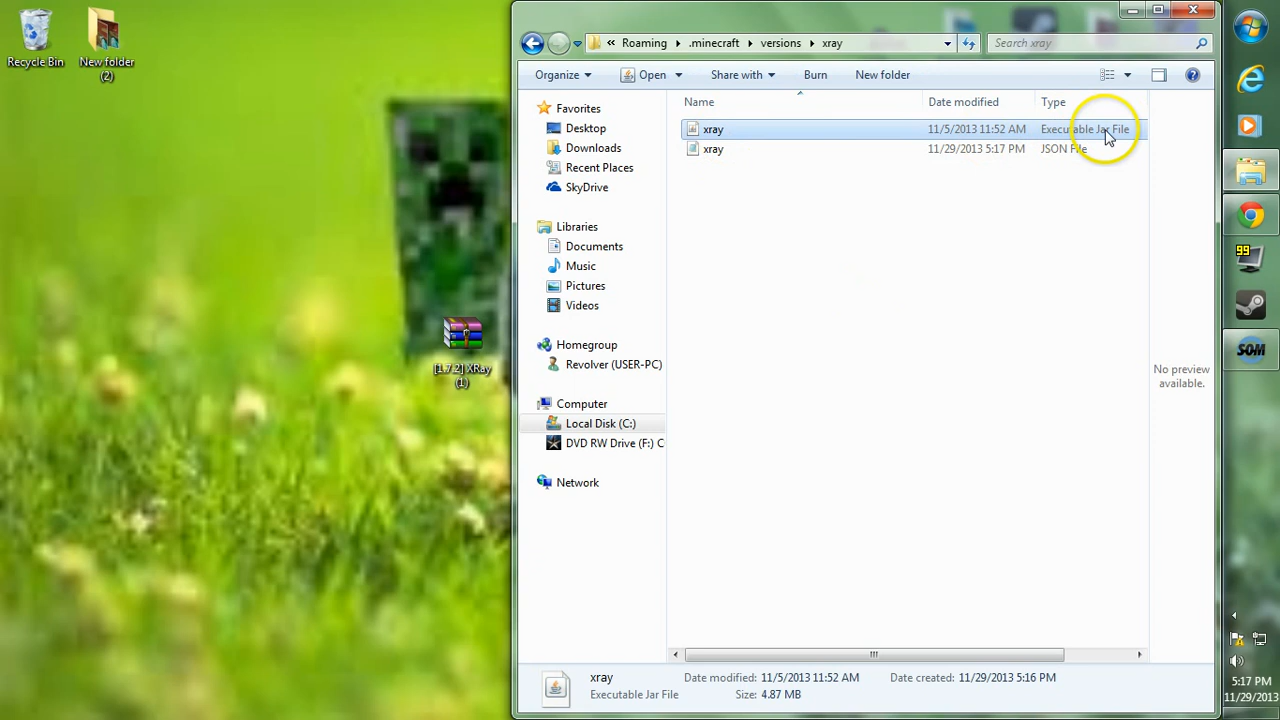 Recycle Bin
New folder
(2)
[1.7.2] XRay
(1)
« Roaming ▸ .minecraft ▸ versions ▸ xray
Search xray
Organize
Open
Share with
Burn
New folder
Name
Date modified
Type
xray 11/5/2013 11:52 AM Executable Jar File
xray 11/29/2013 5:17 PM JSON File
Favorites
Desktop
Downloads
Recent Places
SkyDrive
Libraries
Documents
Music
Pictures
Videos
Homegroup
Revolver (USER-PC)
Computer
Local Disk (C:)
DVD RW Drive (F:) C
Network
No preview
available.
xray
Executable Jar File
Date modified: 11/5/2013 11:52 AM
Size: 4.87 MB
Date created: 11/29/2013 5:16 PM
99
SOM
5:17 PM
11/29/2013